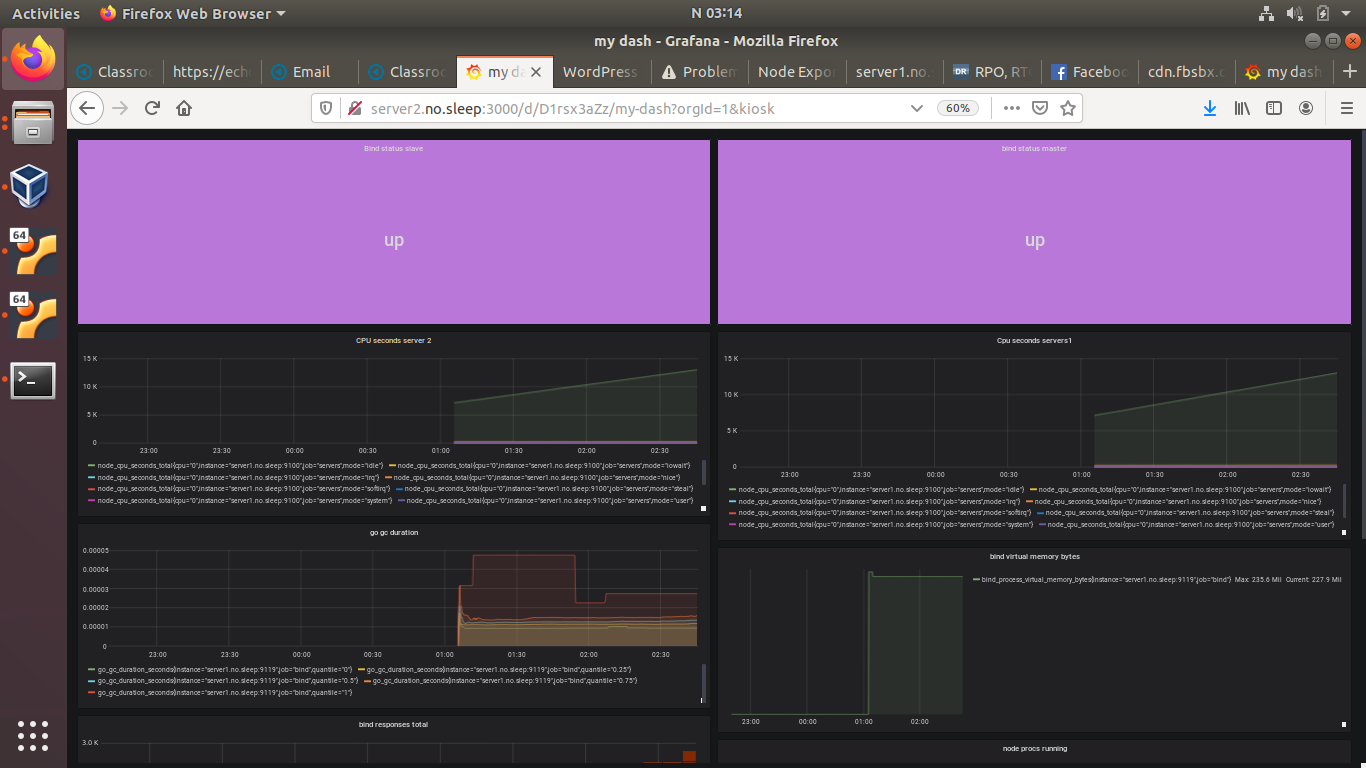 Activities Firefox Web Browser N 03:14
my dash - Grafana - Mozilla Firefox
Classro https://ech Email Classro my da WordPress Problem Node Expo server1.no. DR RPO, RT Faceboo cdn.fbsbx.c my dash
server2.no.sleep:3000/d/D1rsx3aZz/my-dash?orgId=1&kiosk 60%
Bind status slave
up
bind status master
up
64
64
CPU seconds server 2
15 K
10 K
5 K
0
23:00 23:30 00:00 00:30 01:00 01:30 02:00 02:30
node_cpu_seconds_total{cpu="0",instance="server1.no.sleep:9100",job="servers",mode="idle"} node_cpu_seconds_total{cpu="0",instance="server1.no.sleep:9100",job="servers",mode="iowait"}
node_cpu_seconds_total{cpu="0",instance="server1.no.sleep:9100",job="servers",mode="irq"} node_cpu_seconds_total{cpu="0",instance="server1.no.sleep:9100",job="servers",mode="nice"}
node_cpu_seconds_total{cpu="0",instance="server1.no.sleep:9100",job="servers",mode="softirq"} node_cpu_seconds_total{cpu="0",instance="server1.no.sleep:9100",job="servers",mode="steal"}
node_cpu_seconds_total{cpu="0",instance="server1.no.sleep:9100",job="servers",mode="system"} node_cpu_seconds_total{cpu="0",instance="server1.no.sleep:9100",job="servers",mode="user"}
Cpu seconds servers1
15 K
10 K
5 K
0
23:00 23:30 00:00 00:30 01:00 01:30 02:00 02:30
node_cpu_seconds_total{cpu="0",instance="server1.no.sleep:9100",job="servers",mode="idle"} node_cpu_seconds_total{cpu="0",instance="server1.no.sleep:9100",job="servers",mode="iowait"}
node_cpu_seconds_total{cpu="0",instance="server1.no.sleep:9100",job="servers",mode="irq"} node_cpu_seconds_total{cpu="0",instance="server1.no.sleep:9100",job="servers",mode="nice"}
node_cpu_seconds_total{cpu="0",instance="server1.no.sleep:9100",job="servers",mode="softirq"} node_cpu_seconds_total{cpu="0",instance="server1.no.sleep:9100",job="servers",mode="steal"}
node_cpu_seconds_total{cpu="0",instance="server1.no.sleep:9100",job="servers",mode="system"} node_cpu_seconds_total{cpu="0",instance="server1.no.sleep:9100",job="servers",mode="user"}
go gc duration
0.00005
0.00004
0.00003
0.00002
0.00001
0
23:00 23:30 00:00 00:30 01:00 01:30 02:00 02:30
go_gc_duration_seconds{instance="server1.no.sleep:9119",job="bind",quantile="0"} go_gc_duration_seconds{instance="server1.no.sleep:9119",job="bind",quantile="0.25"}
go_gc_duration_seconds{instance="server1.no.sleep:9119",job="bind",quantile="0.5"} go_gc_duration_seconds{instance="server1.no.sleep:9119",job="bind",quantile="0.75"}
go_gc_duration_seconds{instance="server1.no.sleep:9119",job="bind",quantile="1"}
bind virtual memory bytes
bind_process_virtual_memory_bytes{instance="server1.no.sleep:9119",job="bind"} Max: 235.6 Mil Current: 227.9 Mil
23:00 00:00 01:00 02:00
bind responses total
3.0 K
node procs running